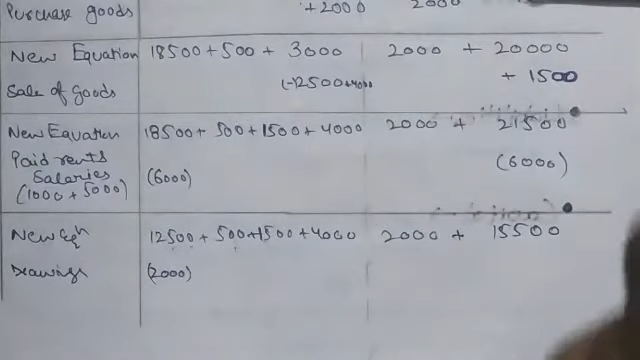 Purchase goods +2000 2000
New Equation 18500 + 500 + 3000 2000 + 20000
Sale of goods (-)2500+4000 + 1500
New Equation 18500 + 500 + 1500 + 4000 2000 + 21500
Paid rents (6000)
Salaries (6000)
(1000 + 5000)
New Eqn 12500 + 500 + 1500 + 4000 2000 + 15500
Drawings (2000)